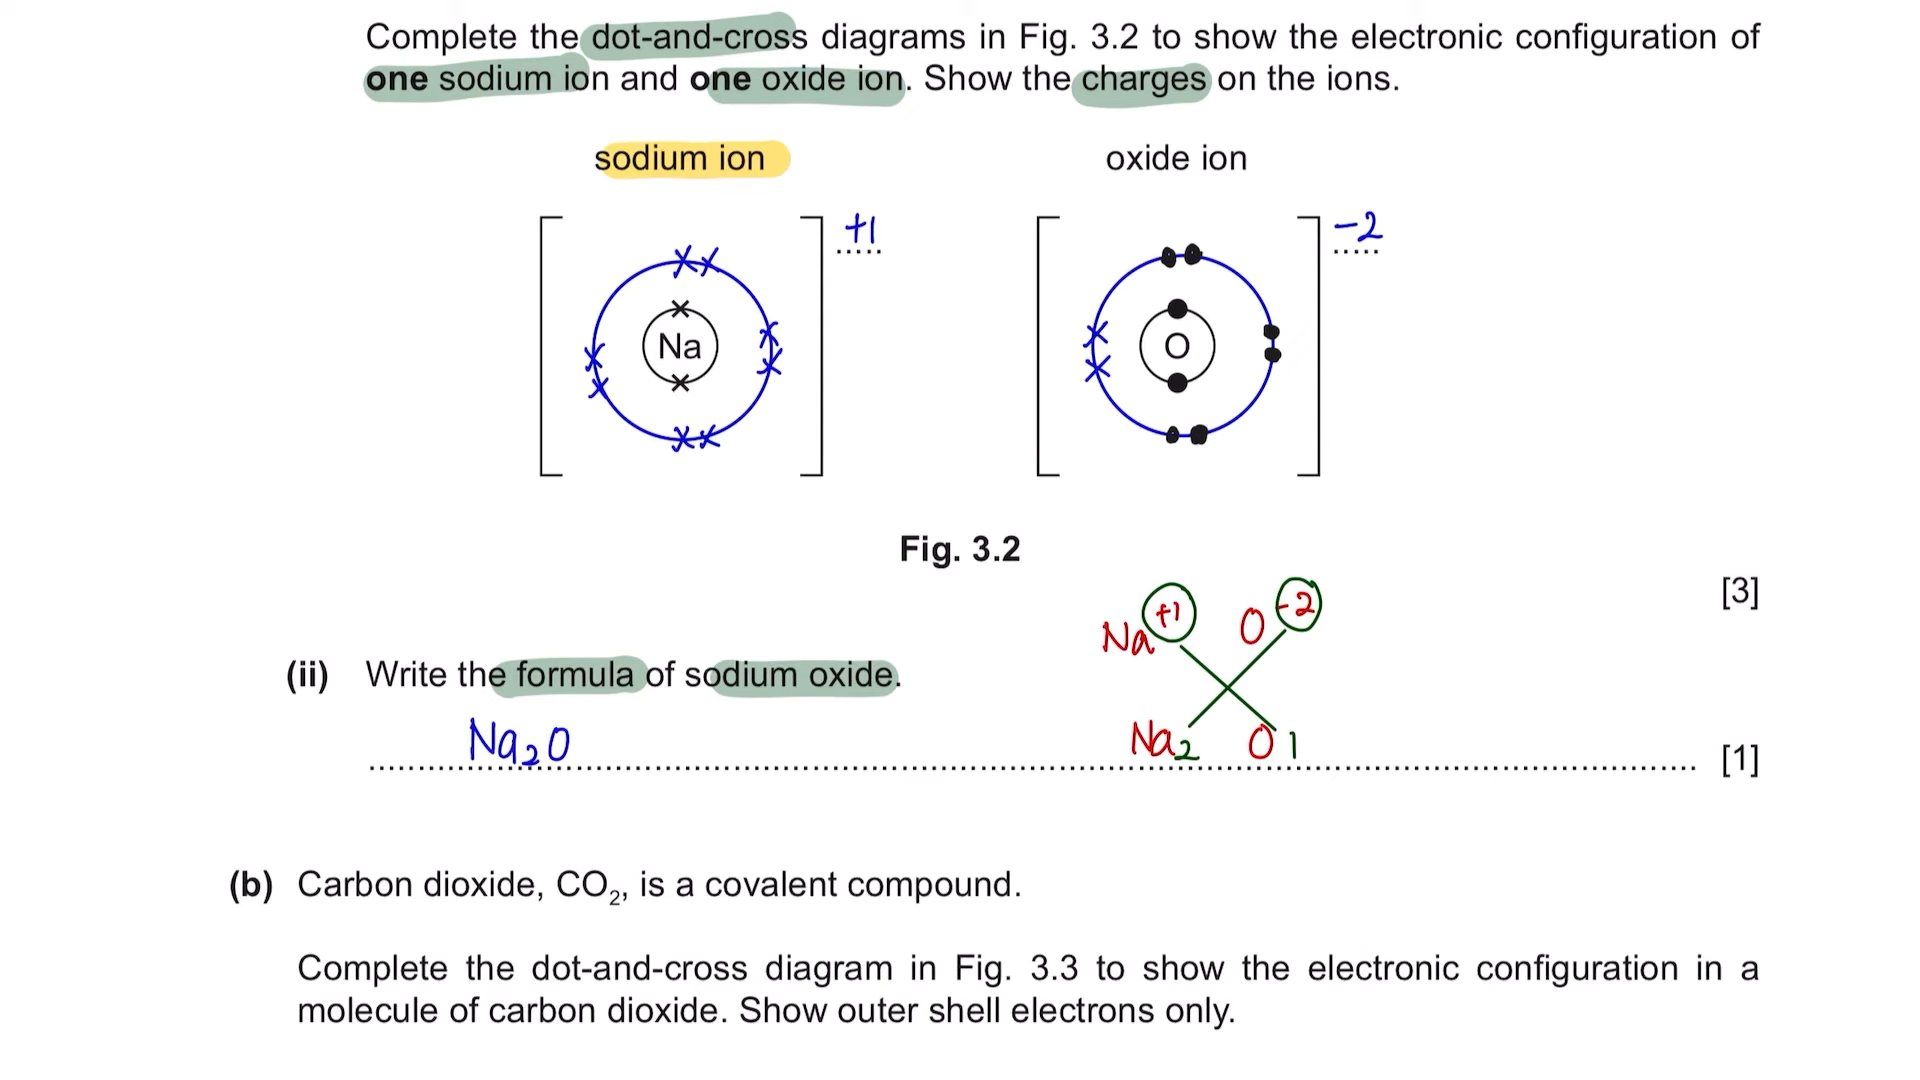 Complete the dot-and-cross diagrams in Fig. 3.2 to show the electronic configuration of
one sodium ion and one oxide ion. Show the charges on the ions.
sodium ion
oxide ion
+1
-2
Na
O
Fig. 3.2
[3]
Na+1 O-2
(ii) Write the formula of sodium oxide.
Na₂O
Na2 O1
[1]
(b) Carbon dioxide, CO₂, is a covalent compound.
Complete the dot-and-cross diagram in Fig. 3.3 to show the electronic configuration in a
molecule of carbon dioxide. Show outer shell electrons only.